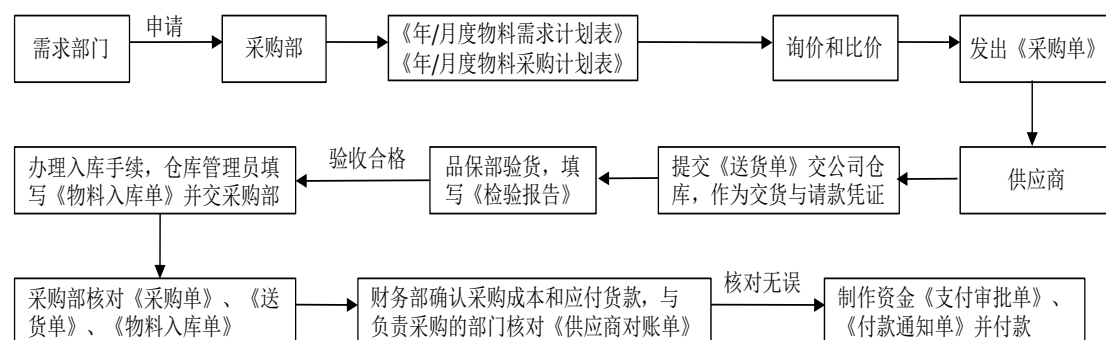 需求部门
申请
采购部
《年/月度物料需求计划表》
《年/月度物料采购计划表》
询价和比价
发出《采购单》
供应商
提交《送货单》交公司仓
库，作为交货与请款凭证
品保部验货，填
写《检验报告》
验收合格
办理入库手续，仓库管理员填
写《物料入库单》并交采购部
采购部核对《采购单》、《送
货单》、《物料入库单》
财务部确认采购成本和应付货款，与
负责采购的部门核对《供应商对账单》
核对无误
制作资金《支付审批单》、
《付款通知单》并付款